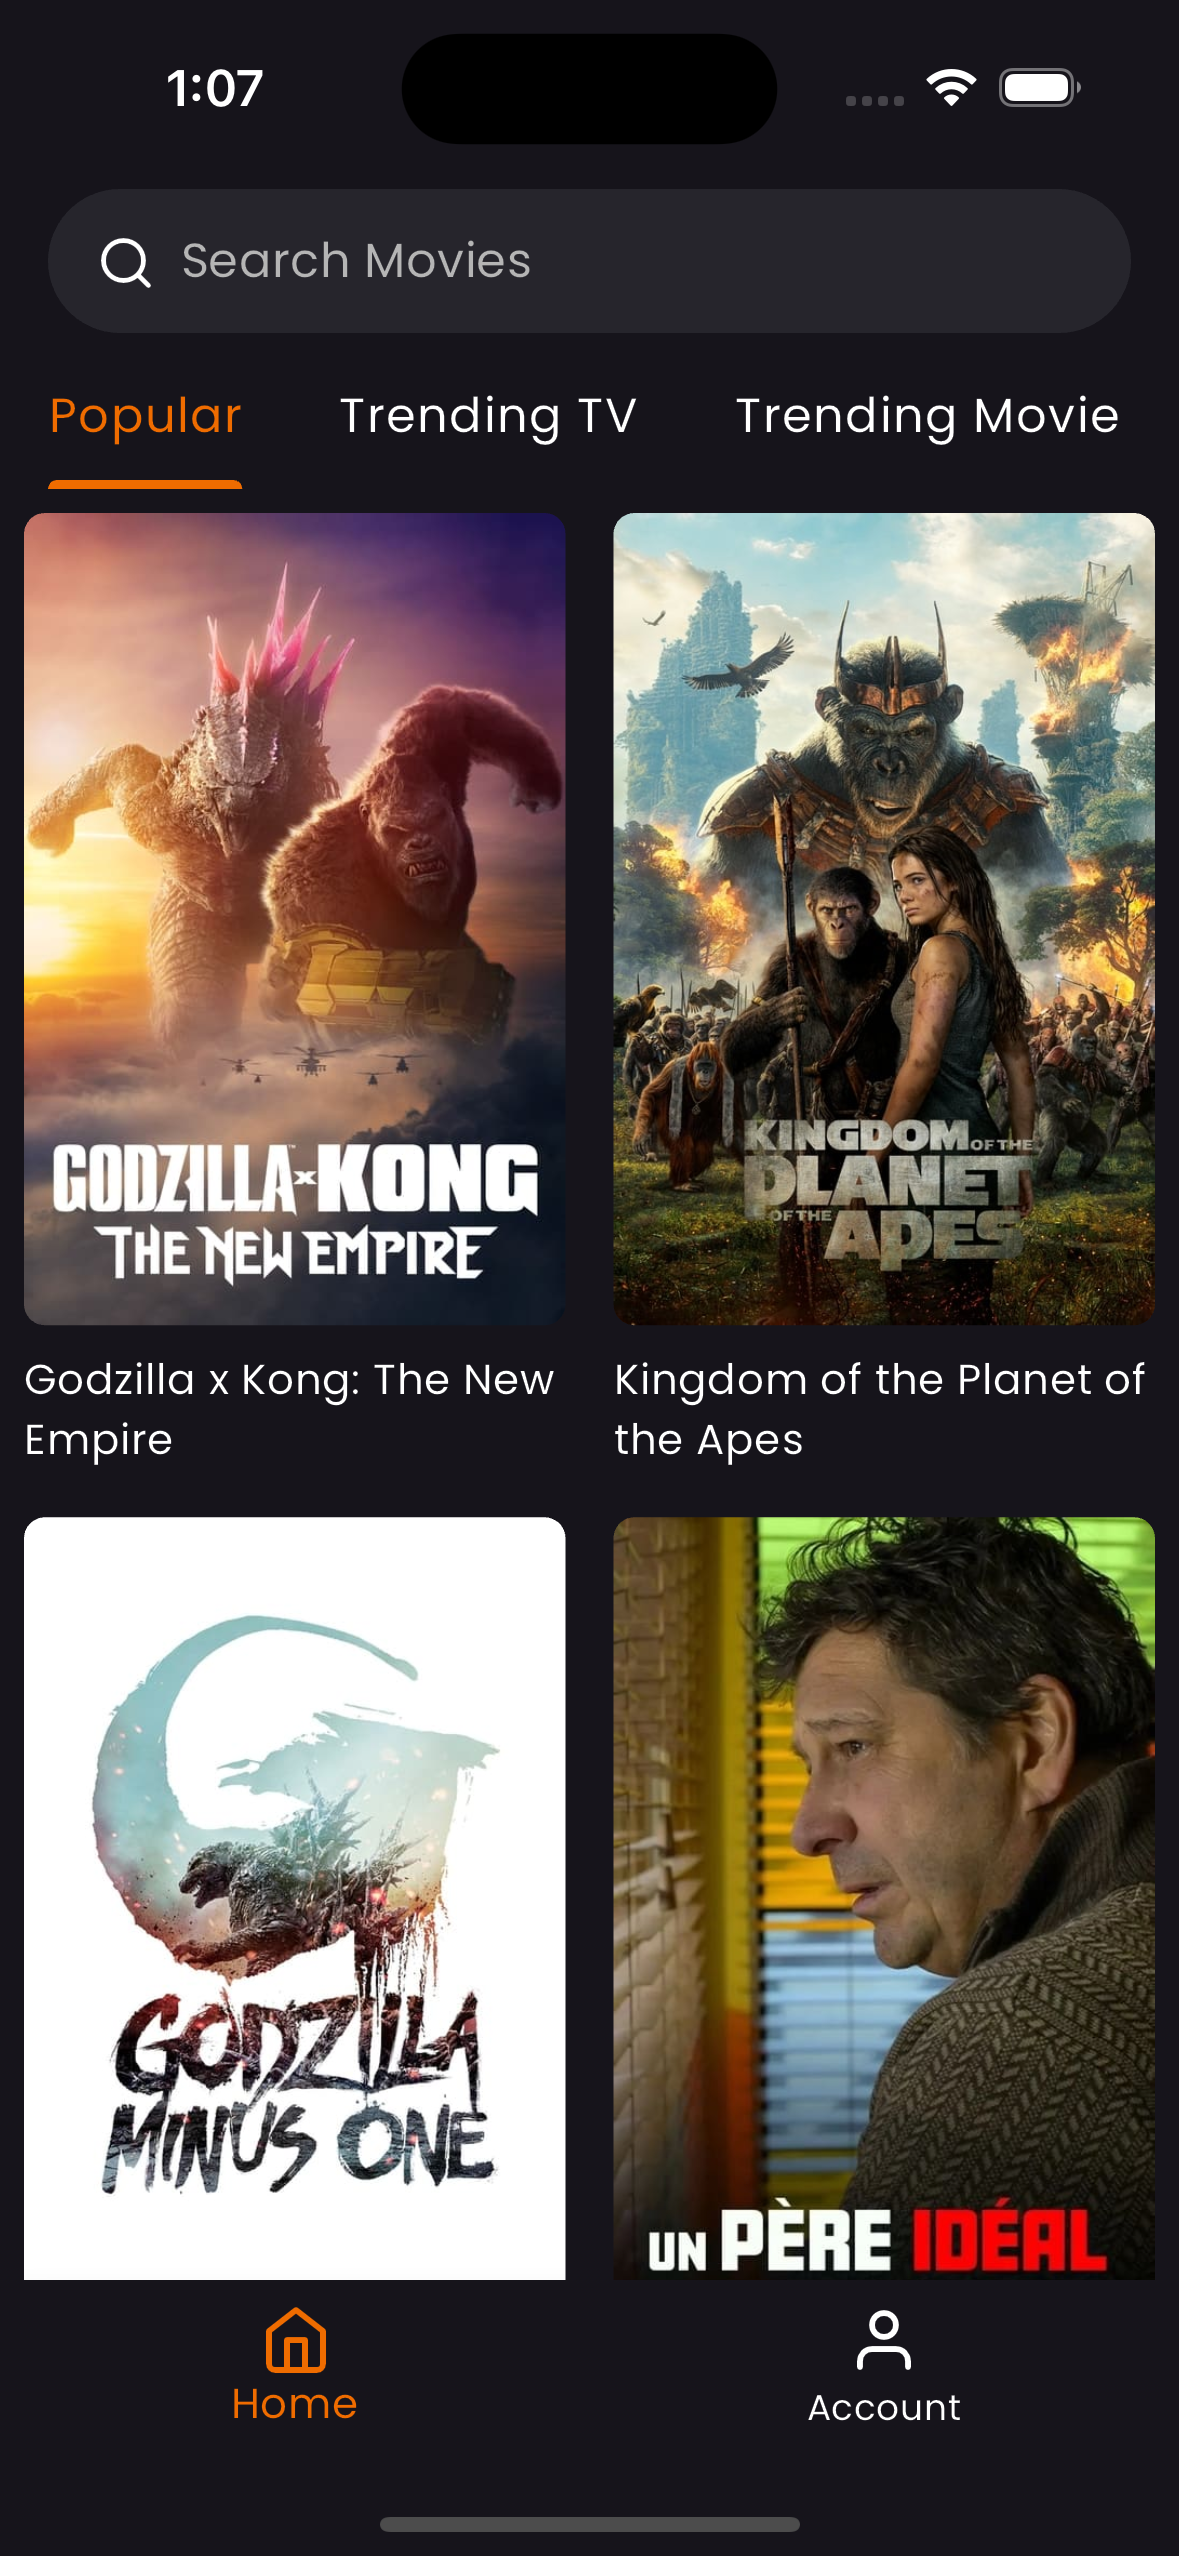 1:07
Search Movies
Popular
Trending TV
Trending Movie
GODZILLA x KONG
THE NEW EMPIRE
KINGDOM OF THE
PLANET
OF THE
APES
Godzilla x Kong: The New
Empire
Kingdom of the Planet of
the Apes
GODZILLA
MINUS ONE
UN PÈRE IDÉAL
Home
Account